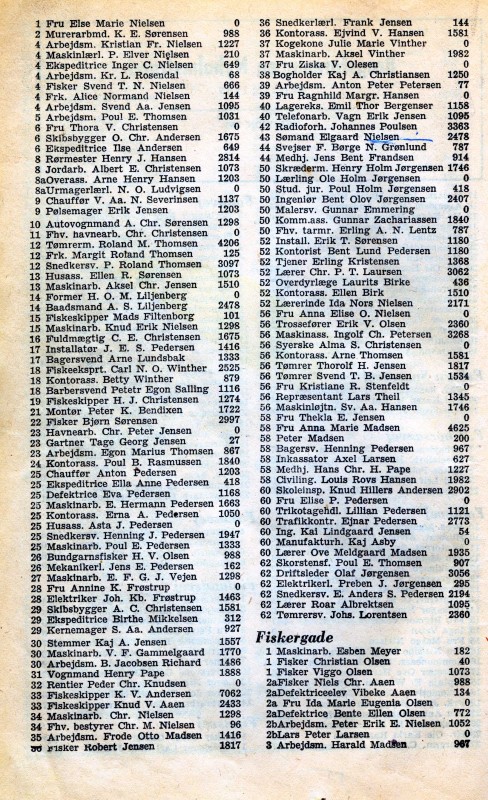 1 Fru Else Marie Nielsen 0
2 Murerarbmd. K. E. Sørensen 988
4 Arbejdsm. Kristian Fr. Nielsen 1227
4 Maskinlærl. P. Elver Nielsen 210
4 Ekspeditrice Inger C. Nielsen 649
4 Arbejdsm. Kr. L. Rosendal 68
4 Fisker Svend T. N. Nielsen 666
4 Frk. Alice Normand Nielsen 144
4 Arbejdsm. Svend Aa. Jensen 1095
5 Arbejdsm. Poul E. Thomsen 1031
6 Fru Thora V. Christensen 0
6 Skibsbygger O. Chr. Andersen 1675
6 Ekspeditrice Ilse Andersen 649
8 Rørmester Henry J. Hansen 2814
8 Jordarb. Albert E. Christensen 1073
8aOverass. Arne Henry Hansen 1203
8aUrmagerlærl. N. O. Ludvigsen 0
9 Chauffør V. Aa. N. Severinsen 1137
9 Pølsemager Erik Jensen 1203
10 Autovognmand A. Chr. Sørensen 1298
11 Fhv. havnearb. Chr. Christensen 0
12 Tømrerm. Roland M. Thomsen 4206
12 Frk. Margit Roland Thomsen 125
12 Snedkersv. P. Roland Thomsen 3097
13 Husass. Ellen R. Sørensen 1073
13 Maskinarb. Aksel Chr. Jensen 1510
14 Former H. O. M. Liljenberg 0
14 Baadsmand A. S. Liljenberg 2478
15 Fiskeskipper Mads Filtenborg 101
15 Maskinarb. Knud Erik Nielsen 1298
16 Fuldmægtig C. E. Christensen 1675
17 Installatør J. E. S. Pedersen 1416
17 Bagersvend Arne Lundsbak 1333
18 Fiskeeksprt. Carl N. O. Winther 2525
18 Kontorass. Betty Winther 879
18 Barbersvend Peter Egon Salling 1116
19 Fiskeskipper H. J. Christensen 1274
21 Montør Peter K. Bendixen 1722
22 Fisker Bjørn Sørensen 2997
23 Havnearb. Chr. Peter Jensen 0
23 Gartner Tage Georg Jensen 27
23 Arbejdsm. Egon Marius Thomsen 867
24 Kontorass. Poul B. Rasmussen 1840
25 Chauffør Anton Pedersen 1203
25 Ekspeditrice Ella Anne Pedersen 418
25 Defektrice Eva Pedersen 1168
25 Maskinarb. E. Hermann Pedersen 1663
25 Kontorass. Erna A. Pedersen 1050
25 Husass. Asta J. Pedersen 0
25 Snedkersv. Henning J. Pedersen 1947
25 Maskinarb. Poul E. Pedersen 1333
26 Bundgarnsfisker H. V. Olsen 988
26 Mekanikerl. Jens E. Pedersen 162
27 Maskinarb. E. F. G. J. Vejen 1298
28 Fru Annine K. Frøstrup 0
28 Elektriker Joh. Kb. Frøstrup 1463
29 Skibsbygger A. C. Christensen 1581
29 Ekspeditrice Birthe Mikkelsen 312
29 Kernemager S. Aa. Andersen 927
30 Stemmer Kaj A. Jensen 1557
30 Maskinarb. V. F. Gammelgaard 1770
30 Arbejdsm. B. Jacobsen Richard 1486
31 Vognmand Henry Pape 1888
32 Rentier Peder Chr. Knudsen 0
33 Fiskeskipper K. V. Andersen 7062
33 Fiskeskipper Knud V. Aaen 2433
34 Maskinarb. Chr. Nielsen 1298
34 Fhv. bestyrer Chr. M. Nielsen 96
35 Arbejdsm. Frode Otto Madsen 1416
36 Fisker Robert Jensen 1817
36 Snedkerlærl. Frank Jensen 144
36 Kontorass. Ejvind V. Hansen 1581
37 Kogekone Julie Marie Vinther 0
37 Maskinarb. Aksel Vinther 1982
37 Fru Ziska V. Olesen 0
38 Bogholder Kaj A. Christiansen 1250
39 Arbejdsm. Anton Peter Petersen 77
39 Fru Ragnhild Margr. Hansen 0
40 Lagereks. Emil Thor Bergenser 1158
40 Telefonarb. Vagn Erik Jensen 1095
42 Radioforh. Johannes Poulsen 3363
43 Sømand Elgaard Nielsen 2478
44 Svejser F. Børge N. Grønlund 787
44 Medhj. Jens Bent Frandsen 914
50 Skræderm. Henry Holm Jørgensen 1746
50 Lærling Ole Holm Jørgensen 0
50 Stud. jur. Poul Holm Jørgensen 418
50 Ingeniør Bent Olov Jørgensen 2407
51 Malersv. Gunnar Emmering 0
50 Komm.ass. Gunnar Zachariassen 1840
50 Fhv. tarmr. Erling A. N. Lentz 787
52 Install. Erik T. Sørensen 1180
52 Kontorist Bent Lund Pedersen 1180
52 Tjener Erling Kristensen 1368
52 Lærer Chr. P. T. Laursen 3062
52 Overdyrlæge Laurits Birke 436
52 Kontorass. Ellen Birk 1510
52 Lærerinde Ida Nors Nielsen 2171
56 Fru Anna Elise O. Nielsen 0
56 Trossefører Erik V. Olsen 2360
56 Maskinass. Ingolf Ch. Petersen 3268
56 Syerske Alma S. Christensen 0
56 Kontorass. Arne Thomsen 1581
56 Tømrer Thorolf H. Jensen 1817
56 Tømrer Svend T. B. Jensen 1534
56 Fru Kristiane R. Stenfeldt 0
56 Repræsentant Lars Theil 1345
56 Maskinløjtn. Sv. Aa. Hansen 1746
58 Fru Thekla E. Jensen 0
58 Fru Anna Marie Madsen 4625
58 Peter Madsen 200
58 Bagersv. Henning Pedersen 967
58 Inkassator Axel Larsen 627
58 Medhj. Hans Chr. H. Pape 1227
58 Civiling. Louis Rovs Hansen 1982
60 Skoleinsp. Knud Hillers Andersen 2902
60 Fru Elise P. Pedersen 0
60 Trikotagehdl. Lillian Pedersen 1121
60 Trafikkontr. Ejnar Pedersen 2773
60 Ing. Kai Lindgaard Jensen 54
60 Manufakturh. Kaj Asby 0
60 Lærer Ove Meldgaard Madsen 1935
62 Skorstensf. Poul E. Thomsen 907
62 Driftsleder Olaf Jørgensen 3056
62 Elektrikerl. Preben J. Jørgensen 295
62 Snedkersv. E. Anders S. Pedersen 2194
62 Lærer Roar Albrektsen 1095
62 Tømrersv. Johs. Lorentsen 2360
Fiskergade
1 Maskinarb. Esben Meyer 182
1 Fisker Christian Olsen 40
1 Fisker Viggo Olsen 1073
2aFisker Niels Chr. Aaen 988
2aDefektriceelev Vibeke Aaen 134
2a Fru Ida Marie Eugenia Olsen 0
2aDefektrice Bente Ellen Olsen 772
2bArbejdsm. Peter Erik E. Nielsen 1052
2bLars Peter Larsen 0
3 Arbejdsm. Harald Madsen 967